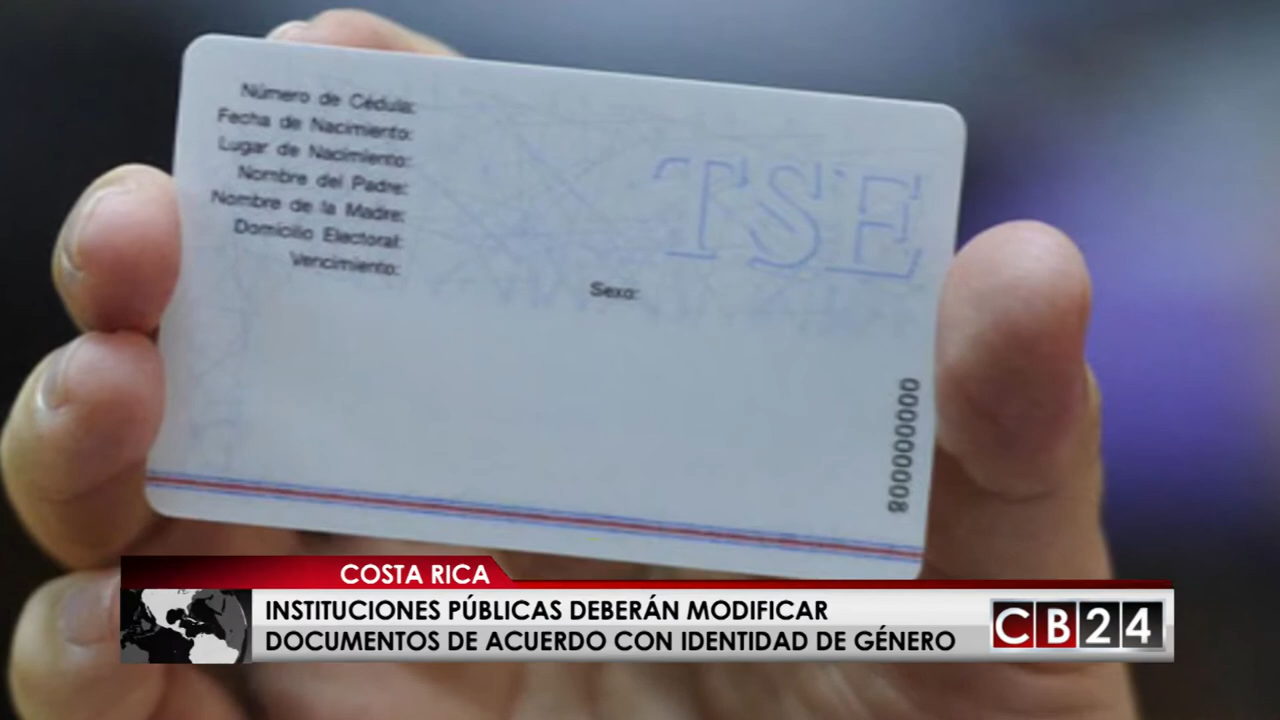 Número de Cédula:
Fecha de Nacimiento:
Lugar de Nacimiento:
Nombre del Padre:
Nombre de la Madre:
Domicilio Electoral:
Vencimiento:
Sexo:
TSE
00000008
COSTA RICA
INSTITUCIONES PÚBLICAS DEBERÁN MODIFICAR
DOCUMENTOS DE ACUERDO CON IDENTIDAD DE GÉNERO
CB24